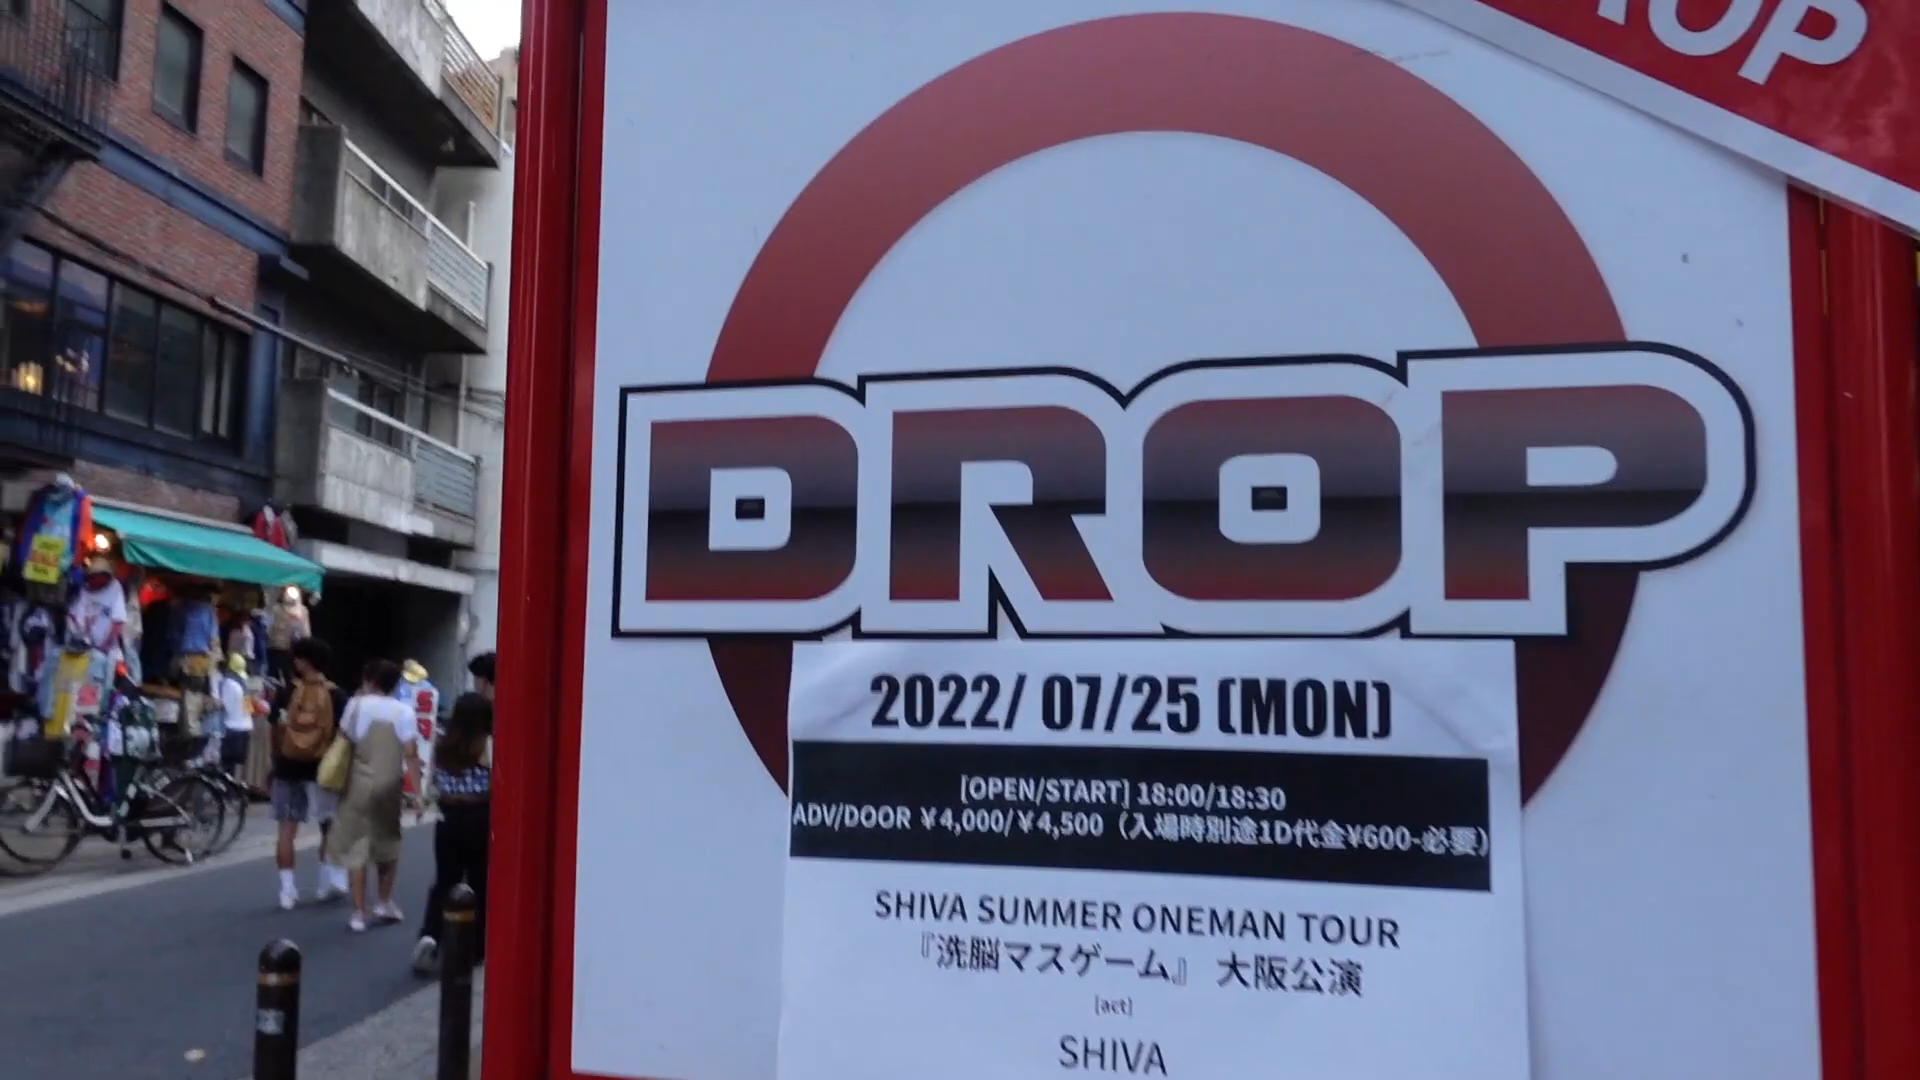 ROP
DROP
2022/ 07/25 (MON)
[OPEN/START] 18:00/18:30
ADV/DOOR ￥4,000/￥4,500（入場時別途1D代金¥600-必要）
SHIVA SUMMER ONEMAN TOUR
『洗脳マスゲーム』 大阪公演
[act]
SHIVA